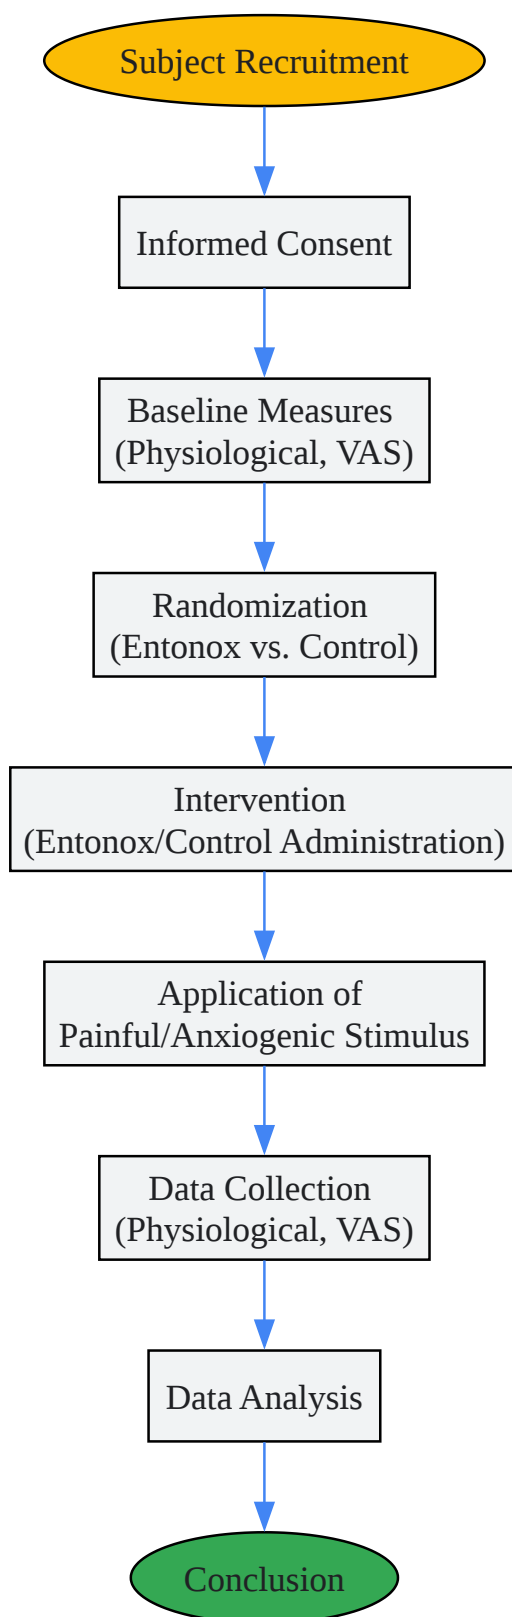 Subject Recruitment
Informed Consent
Baseline Measures
(Physiological, VAS)
Randomization
(Entonox vs. Control)
Intervention
(Entonox/Control Administration)
Application of
Painful/Anxiogenic Stimulus
Data Collection
(Physiological, VAS)
Data Analysis
Conclusion